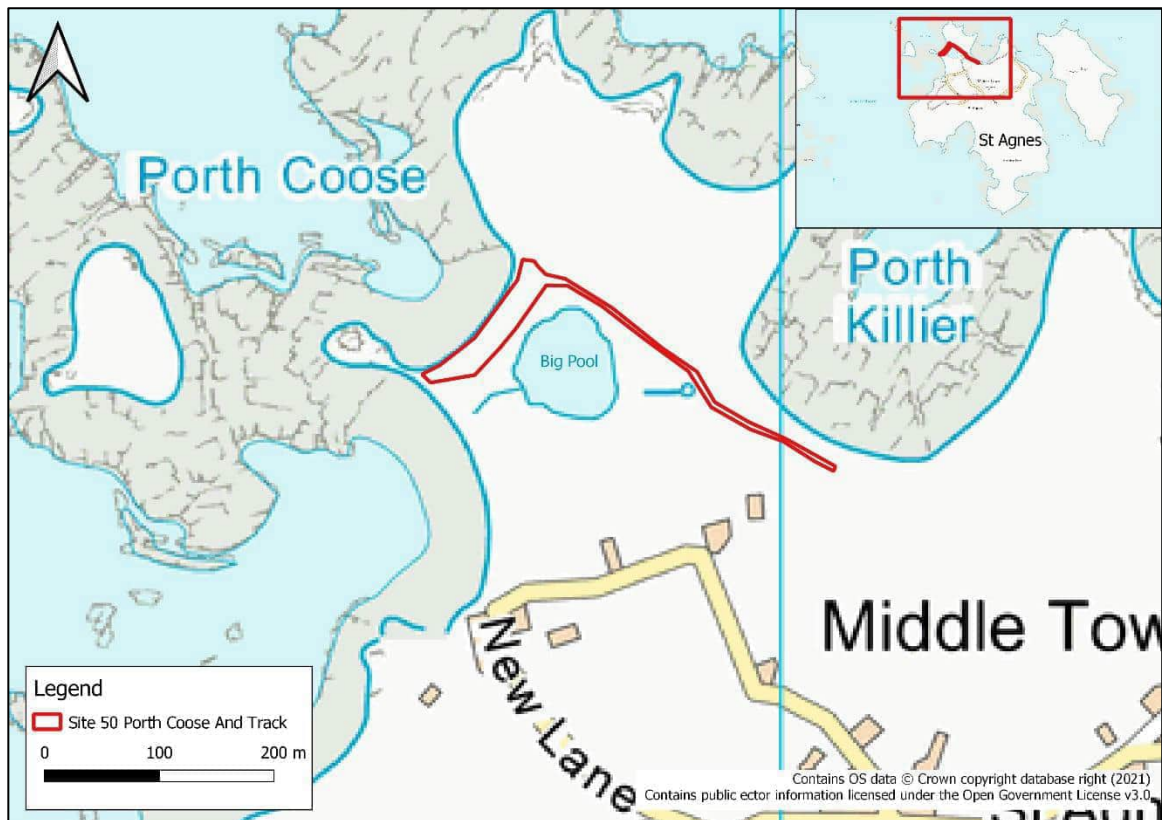 St Agnes
Porth Coose
Porth
Killier
Big Pool
Middle Tow
New Lane
Legend
Site 50 Porth Coose And Track
0 100 200 m
Contains OS data © Crown copyright database right (2021)
Contains public ector information licensed under the Open Government License v3.0